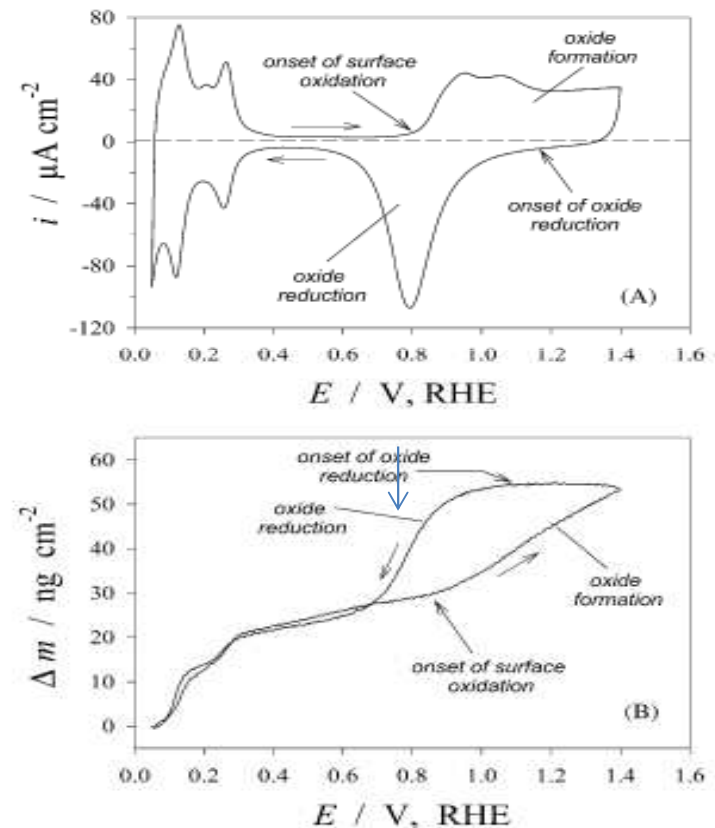 80
40
0
-40
-80
-120
i / μA cm-2
onset of surface
oxidation
oxide
formation
onset of oxide
reduction
oxide
reduction
(A)
0.0 0.2 0.4 0.6 0.8 1.0 1.2 1.4 1.6
E / V, RHE
60
50
40
30
20
10
0
Δ m / ng cm-2
onset of oxide
reduction
oxide
reduction
oxide
formation
onset of surface
oxidation
(B)
0.0 0.2 0.4 0.6 0.8 1.0 1.2 1.4 1.6
E / V, RHE